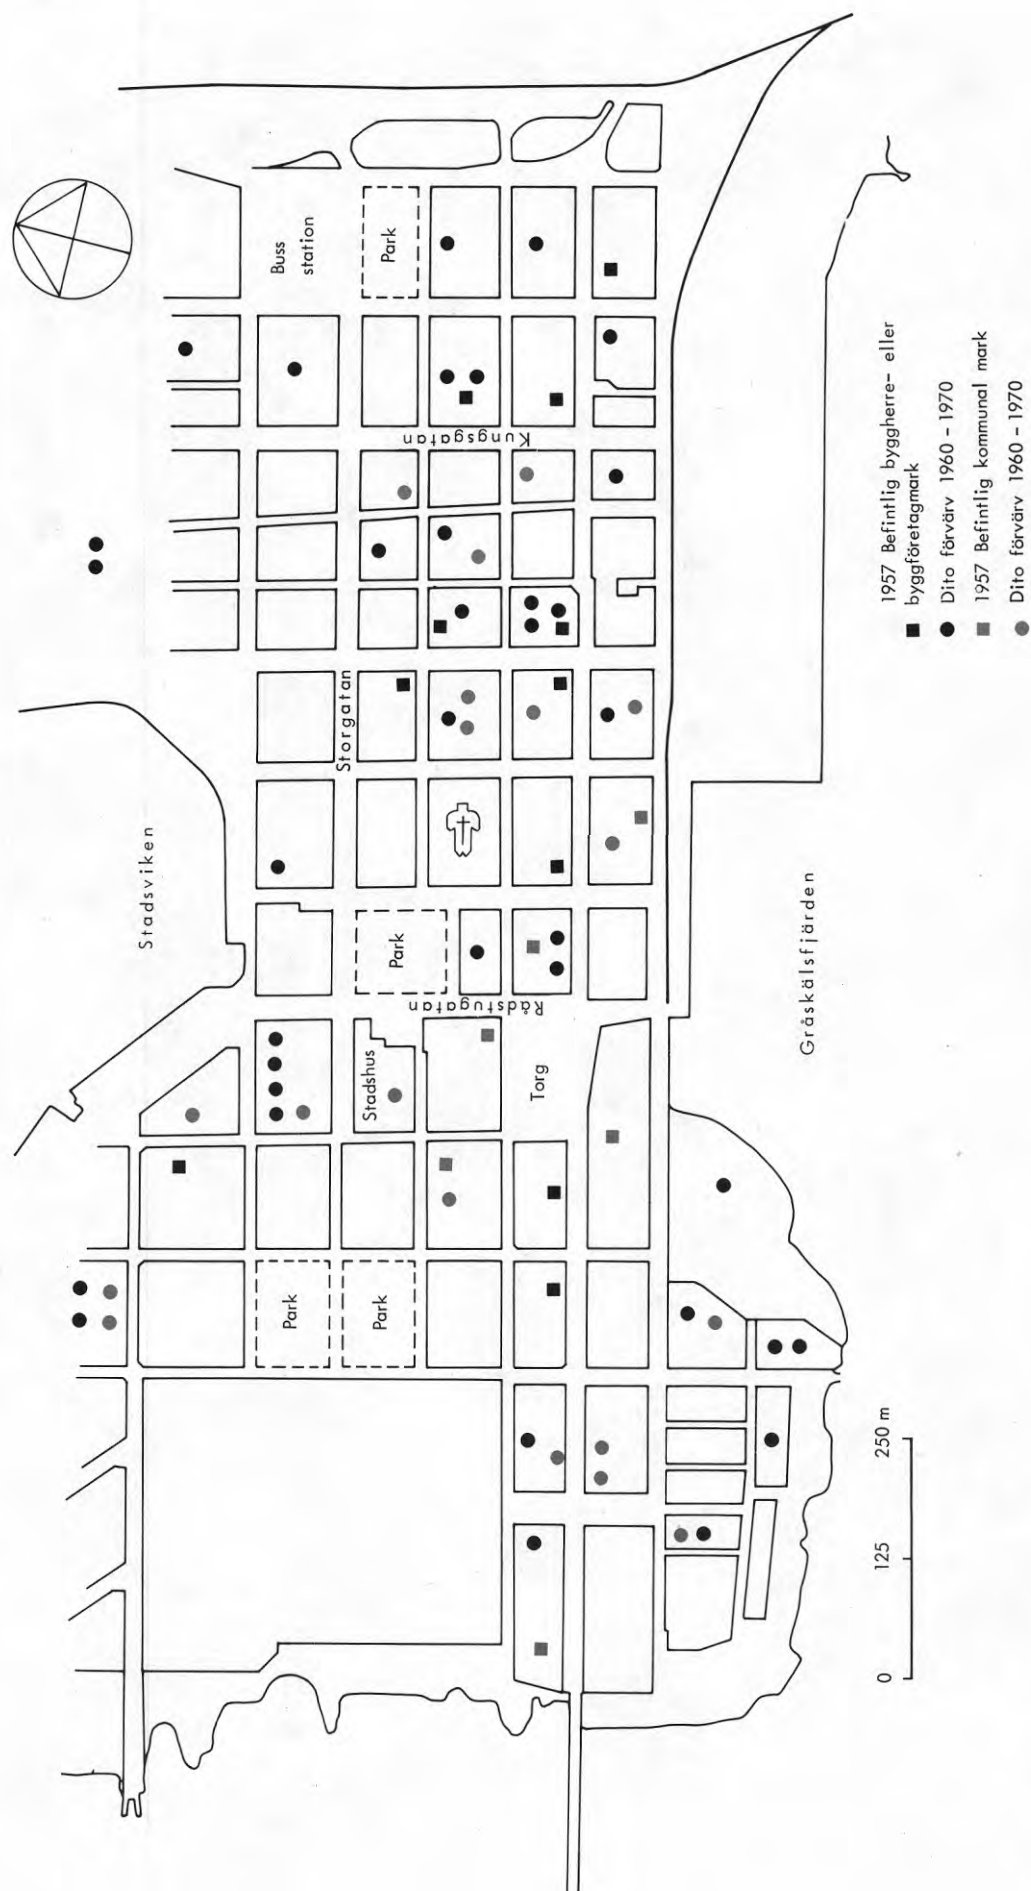 Stadsviken
Buss
station
Park
Kungsgatan
Storgatan
Park
Rådstugatan
Stadshus
Torg
Park
Park
Gråskälsfjärden
1957 Befintlig byggherre- eller
byggföretagmark
Dito förvärv 1960 - 1970
1957 Befintlig kommunal mark
Dito förvärv 1960 - 1970
0 125 250 m